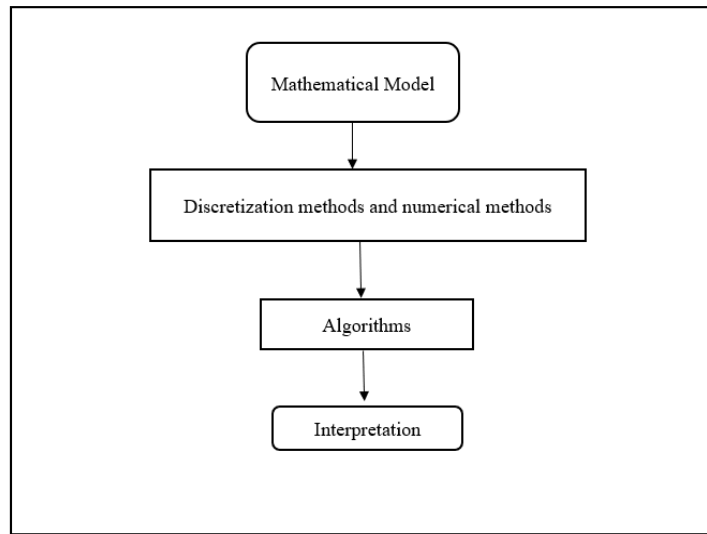 Mathematical Model
Discretization methods and numerical methods
Algorithms
Interpretation